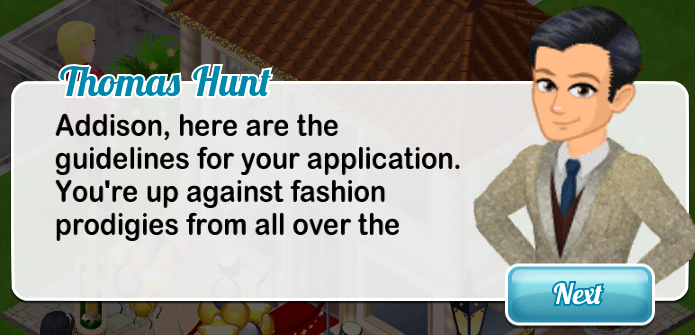 Thomas Hunt
Addison, here are the
guidelines for your application.
You're up against fashion
prodigies from all over the
Next